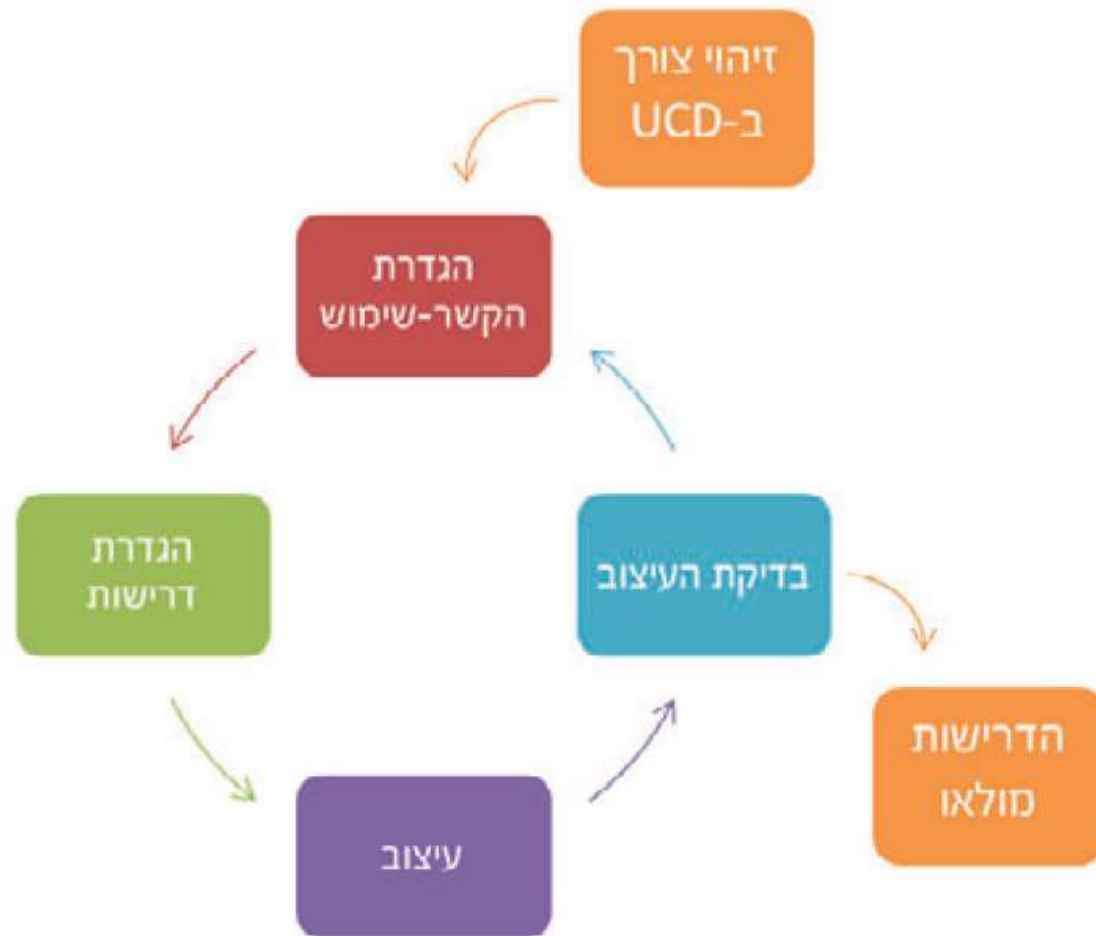 זיהוי צורך
ב-UCD
הגדרת
הקשר-שימוש
הגדרת
דרישות
בדיקת העיצוב
הדרישות
מולאו
עיצוב